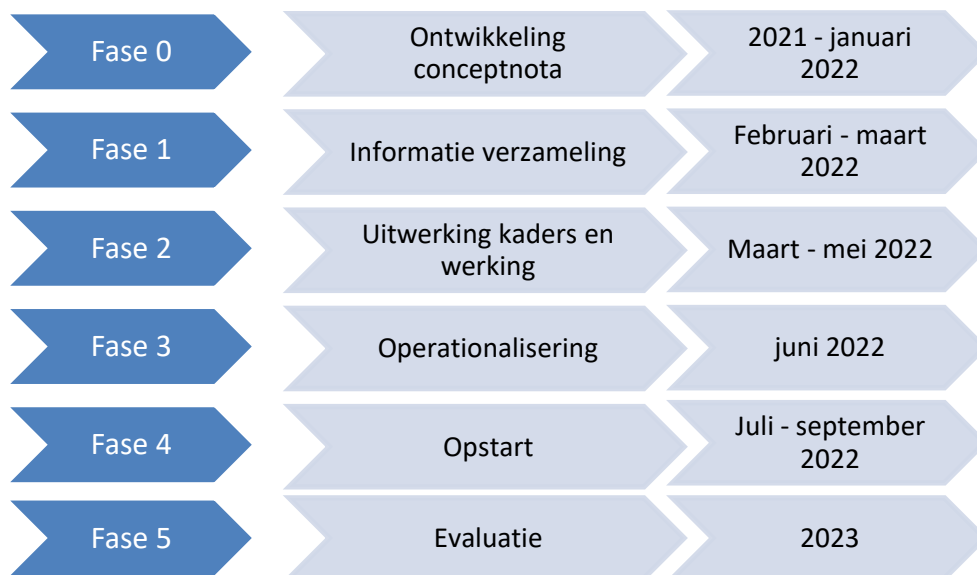 Fase 0
Ontwikkeling
conceptnota
2021 - januari
2022
Fase 1
Informatie verzameling
Februari - maart
2022
Fase 2
Uitwerking kaders en
werking
Maart - mei 2022
Fase 3
Operationalisering
juni 2022
Fase 4
Opstart
Juli - september
2022
Fase 5
Evaluatie
2023